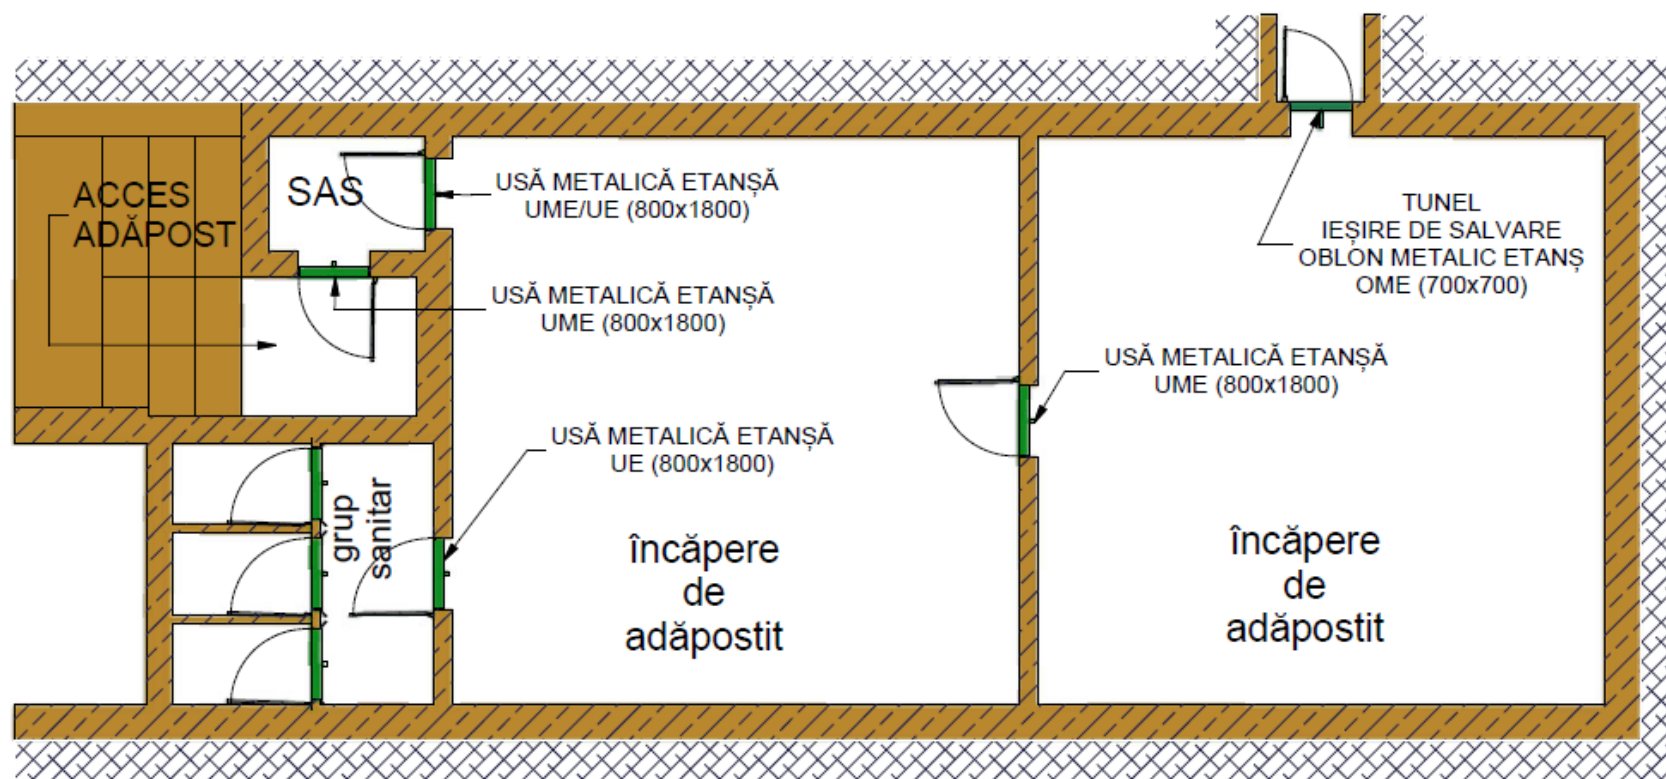 ACCES
ADĂPOST
SAS
USĂ METALICĂ ETANȘĂ
UME/UE (800x1800)
USĂ METALICĂ ETANȘĂ
UME (800x1800)
USĂ METALICĂ ETANȘĂ
UE (800x1800)
grup
sanitar
încăpere
de
adăpostit
USĂ METALICĂ ETANȘĂ
UME (800x1800)
TUNEL
IEȘIRE DE SALVARE
OBLON METALIC ETANȘ
OME (700x700)
încăpere
de
adăpostit